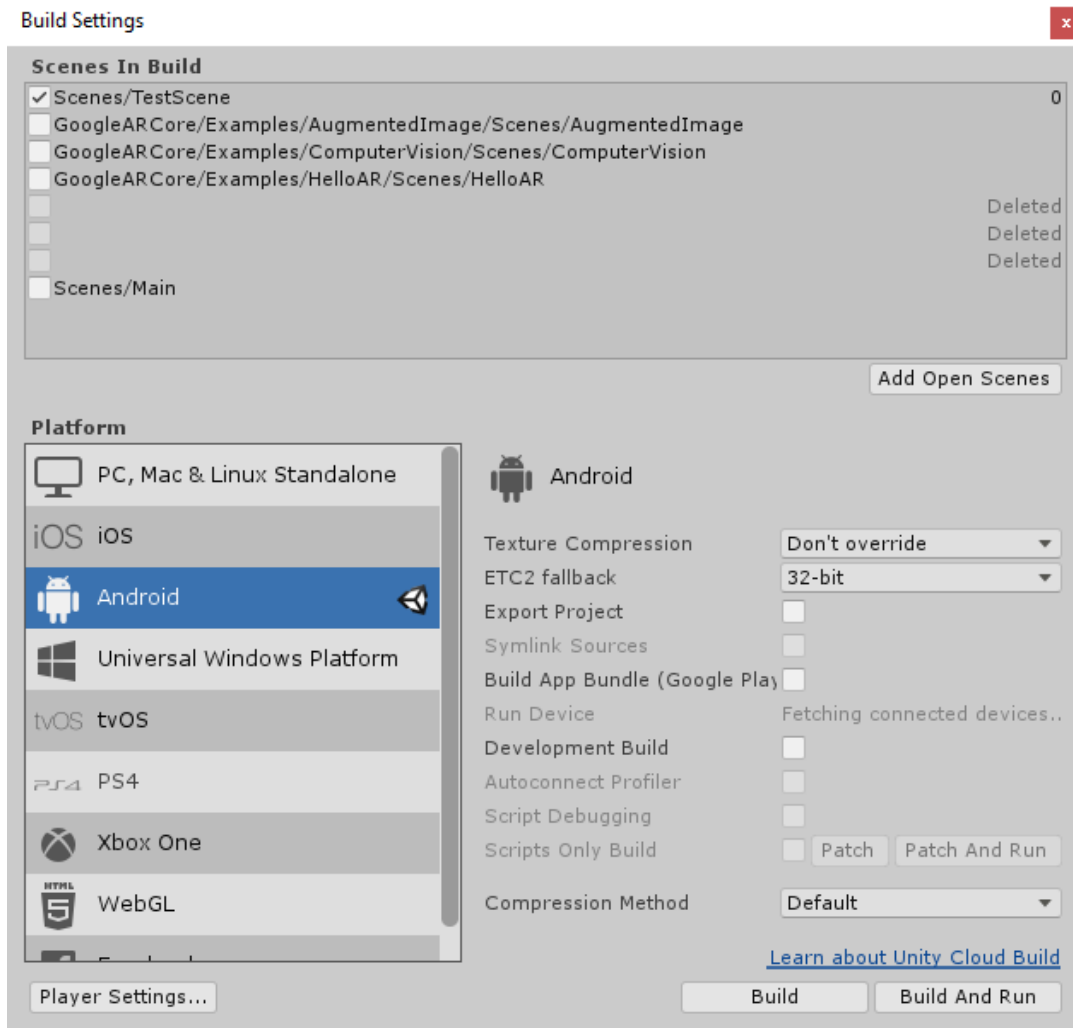 Build Settings
x
Scenes In Build
Scenes/TestScene 0
GoogleARCore/Examples/AugmentedImage/Scenes/AugmentedImage
GoogleARCore/Examples/ComputerVision/Scenes/ComputerVision
GoogleARCore/Examples/HelloAR/Scenes/HelloAR
Deleted
Deleted
Deleted
Scenes/Main
Add Open Scenes
Platform
PC, Mac & Linux Standalone
iOS iOS
Android
Universal Windows Platform
tvOS tvOS
PS4 PS4
Xbox One
HTML 5 WebGL
Android
Texture Compression Don't override
ETC2 fallback 32-bit
Export Project
Symlink Sources
Build App Bundle (Google Play
Run Device Fetching connected devices..
Development Build
Autoconnect Profiler
Script Debugging
Scripts Only Build Patch Patch And Run
Compression Method Default
Learn about Unity Cloud Build
Player Settings... Build Build And Run